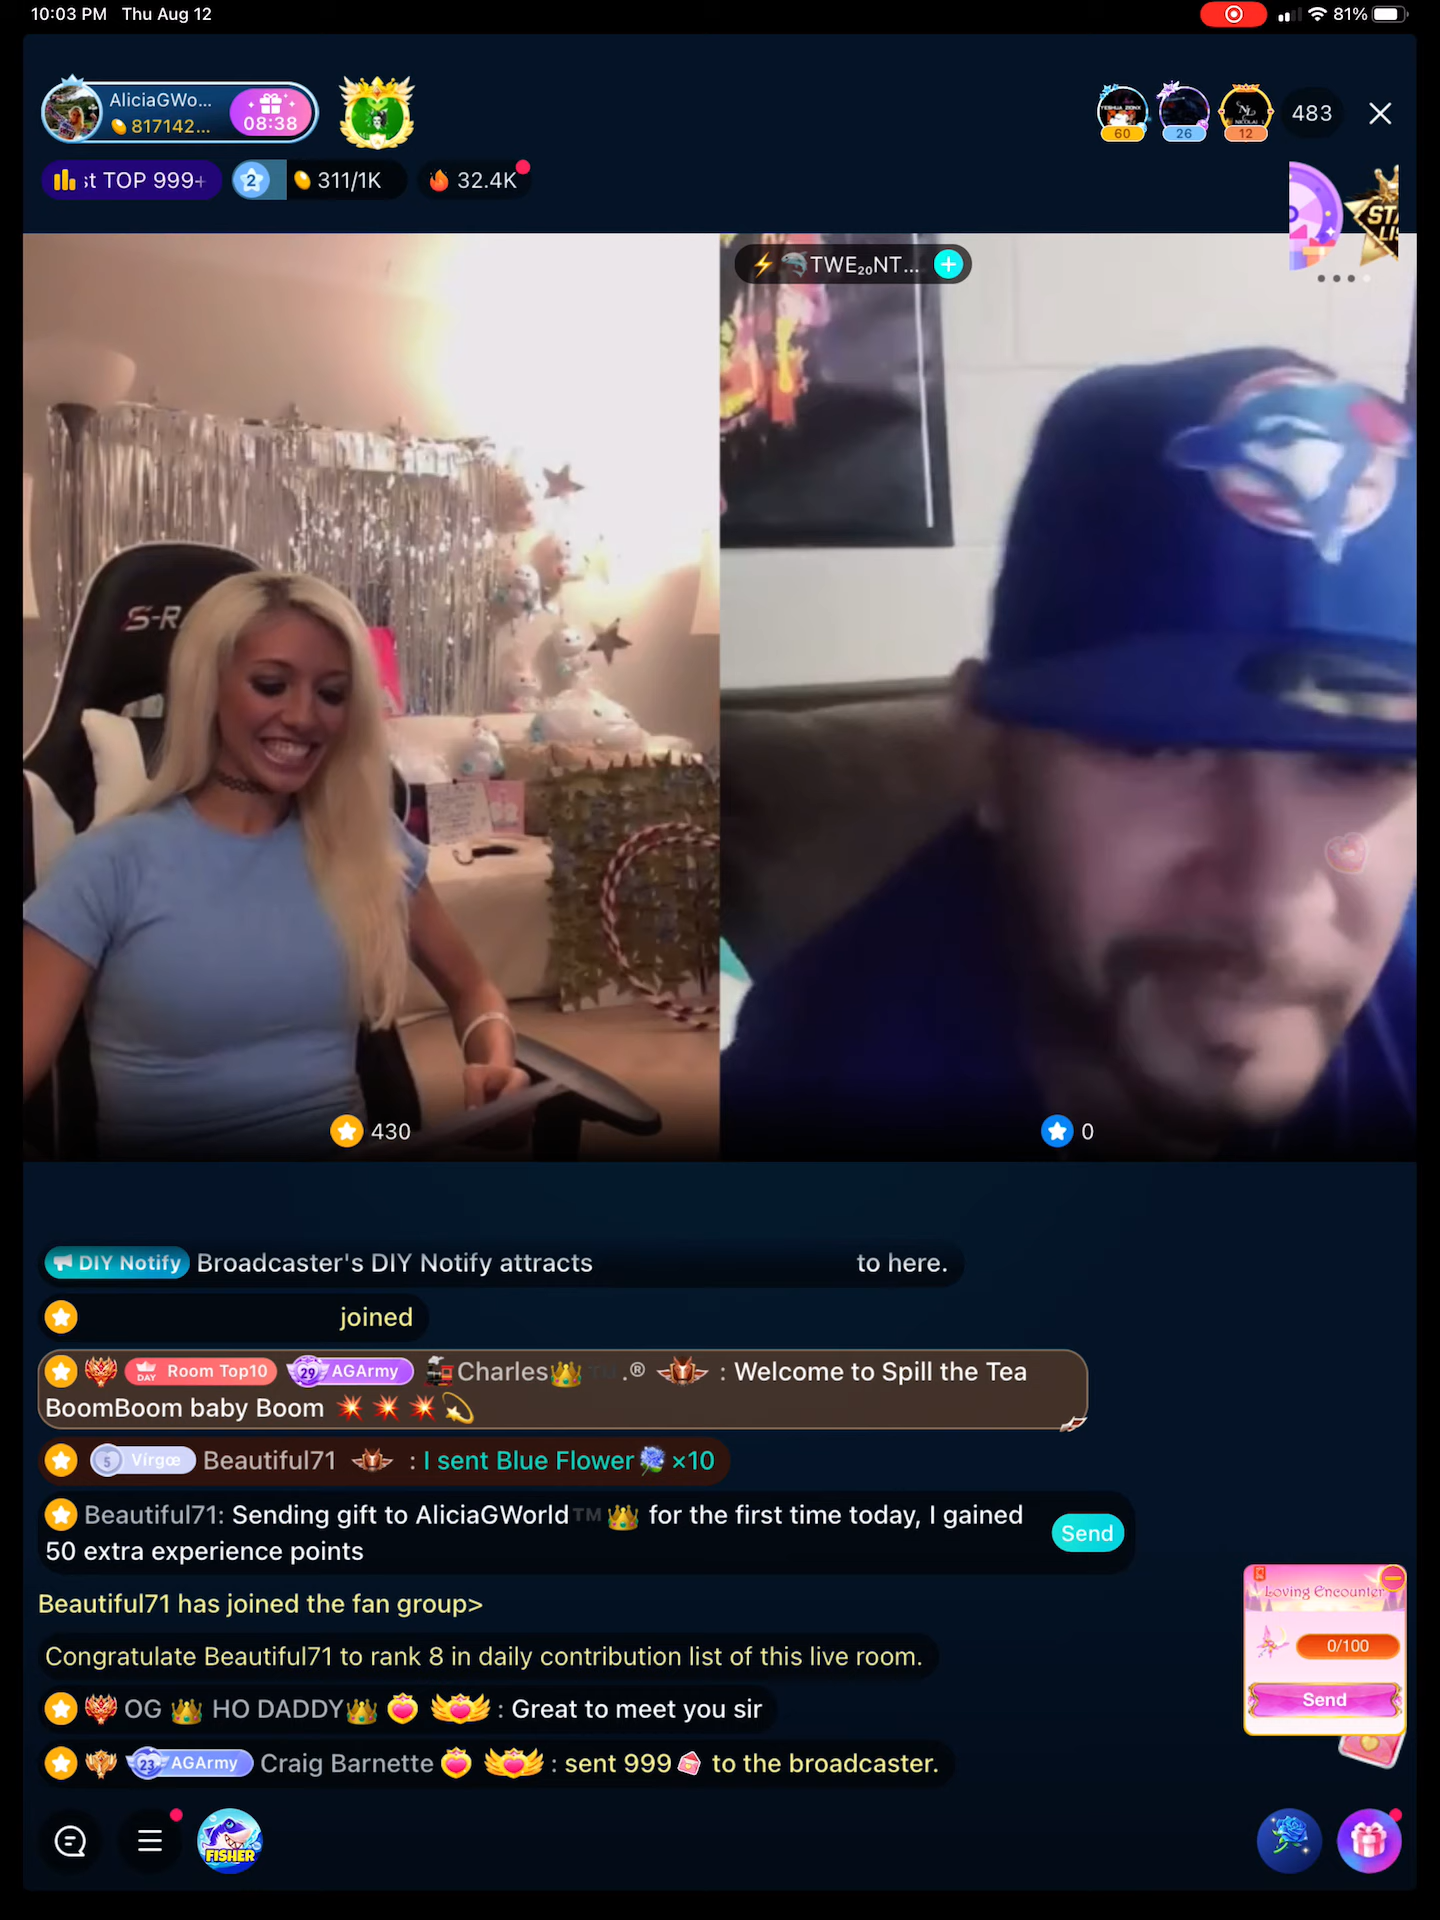 10:03 PM Thu Aug 12
81%
AliciaGWo...
817142...
08:38
60
26
12
483
st TOP 999+
2
311/1K
32.4K
TWE₂₀NT...
S-R
430
0
DIY Notify Broadcaster's DIY Notify attracts to here.
joined
DAY Room Top10 29 AGArmy Charles .® : Welcome to Spill the Tea
BoomBoom baby Boom
5 Vírgœ Beautiful71 : I sent Blue Flower ×10
Beautiful71: Sending gift to AliciaGWorld™ for the first time today, I gained
50 extra experience points
Send
Beautiful71 has joined the fan group>
Congratulate Beautiful71 to rank 8 in daily contribution list of this live room.
OG HO DADDY : Great to meet you sir
23 AGArmy Craig Barnette : sent 999 to the broadcaster.
Loving Encounter
0/100
Send
FISHER